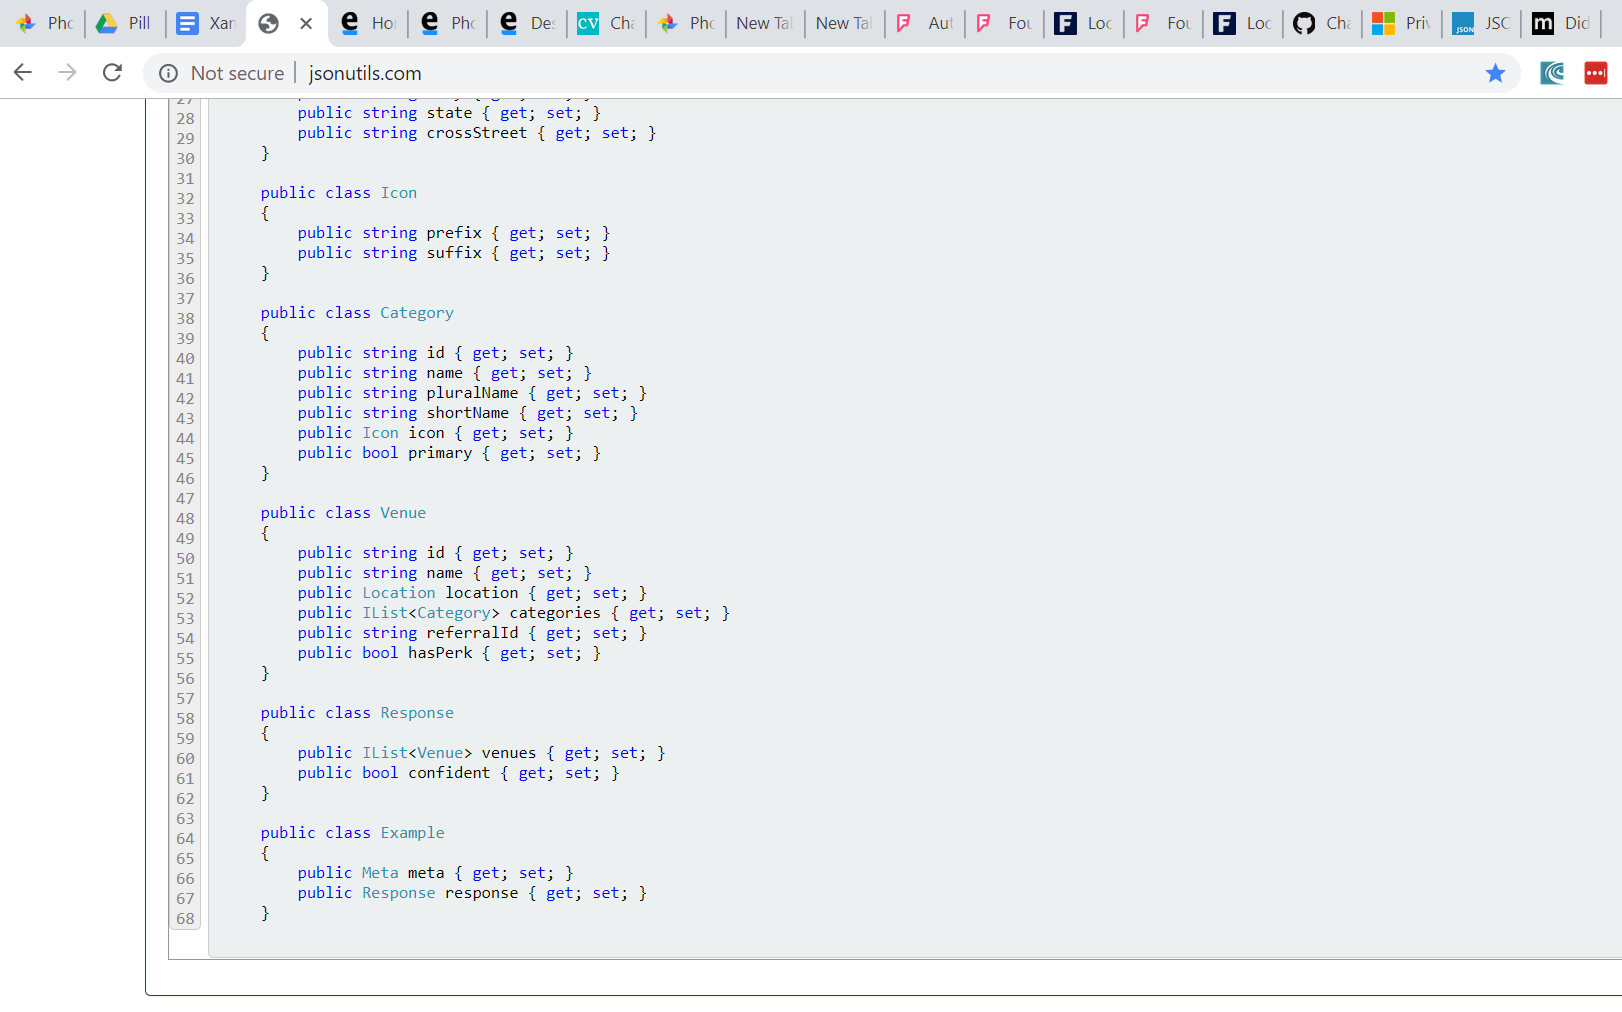 Pho Pill Xar Ho Pho De Cha Pho New Ta New Ta Aut Fou Loc Fou Loc Cha Priv JSC Did
Not secure jsonutils.com
27
28 public string state { get; set; }
29 public string crossStreet { get; set; }
30 }
31
32 public class Icon
33 {
34 public string prefix { get; set; }
35 public string suffix { get; set; }
36 }
37
38 public class Category
39 {
40 public string id { get; set; }
41 public string name { get; set; }
42 public string pluralName { get; set; }
43 public string shortName { get; set; }
44 public Icon icon { get; set; }
45 public bool primary { get; set; }
46 }
47
48 public class Venue
49 {
50 public string id { get; set; }
51 public string name { get; set; }
52 public Location location { get; set; }
53 public IList<Category> categories { get; set; }
54 public string referralId { get; set; }
55 public bool hasPerk { get; set; }
56 }
57
58 public class Response
59 {
60 public IList<Venue> venues { get; set; }
61 public bool confident { get; set; }
62 }
63
64 public class Example
65 {
66 public Meta meta { get; set; }
67 public Response response { get; set; }
68 }